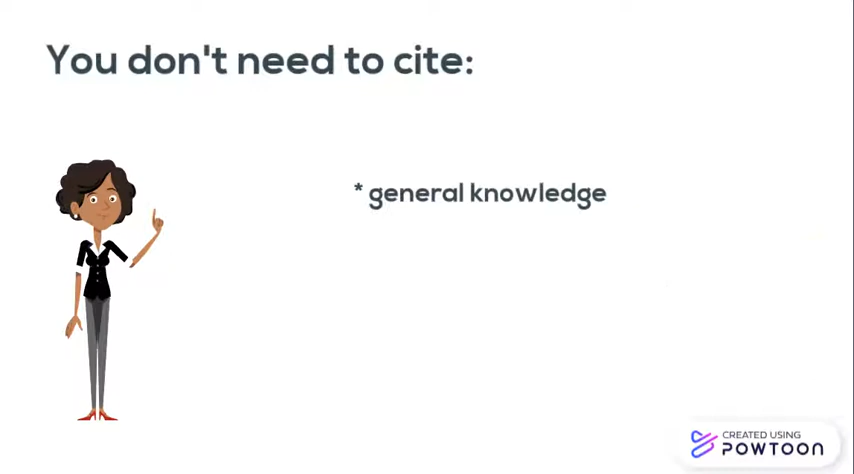 You don't need to cite:
* general knowledge
CREATED USING
POWTOON